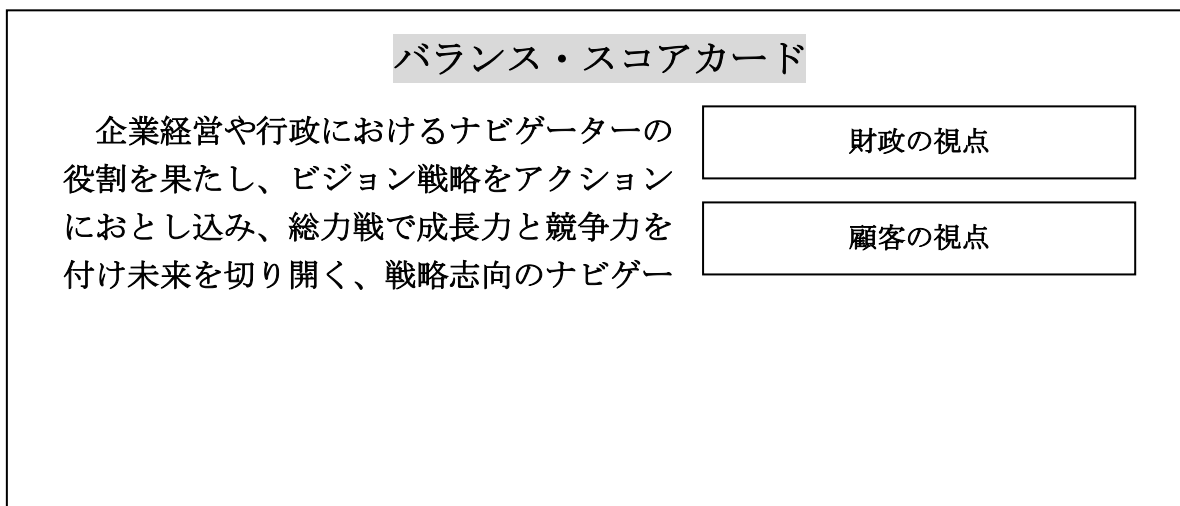 バランス・スコアカード
企業経営や行政におけるナビゲーターの
役割を果たし、ビジョン戦略をアクション
におとし込み、総力戦で成長力と競争力を
付け未来を切り開く、戦略志向のナビゲー
財政の視点
顧客の視点